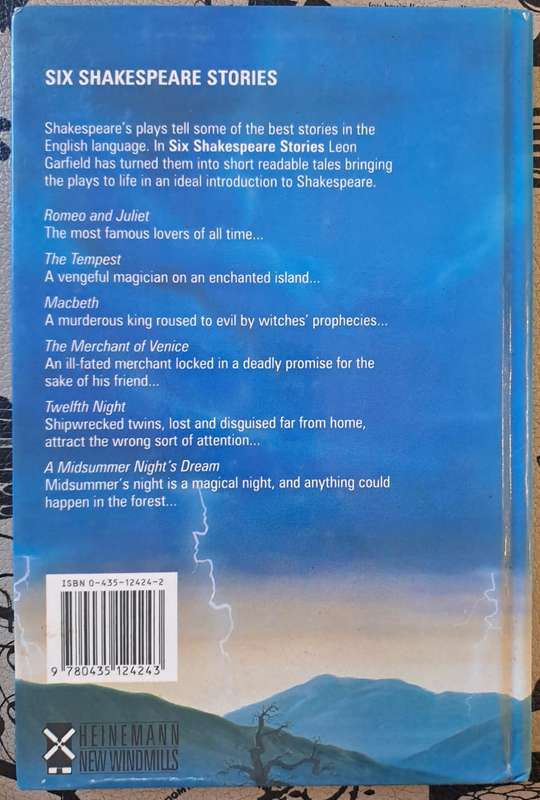 SIX SHAKESPEARE STORIES
Shakespeare's plays tell some of the best stories in the
English language. In Six Shakespeare Stories Leon
Garfield has turned them into short readable tales bringing
the plays to life in an ideal introduction to Shakespeare.
Romeo and Juliet
The most famous lovers of all time...
The Tempest
A vengeful magician on an enchanted island...
Macbeth
A murderous king roused to evil by witches' prophecies...
The Merchant of Venice
An ill-fated merchant locked in a deadly promise for the
sake of his friend...
Twelfth Night
Shipwrecked twins, lost and disguised far from home,
attract the wrong sort of attention...
A Midsummer Night's Dream
Midsummer's night is a magical night, and anything could
happen in the forest...
ISBN 0-435-12424-2
9 780435 124243
HEINEMANN
NEW WINDMILLS